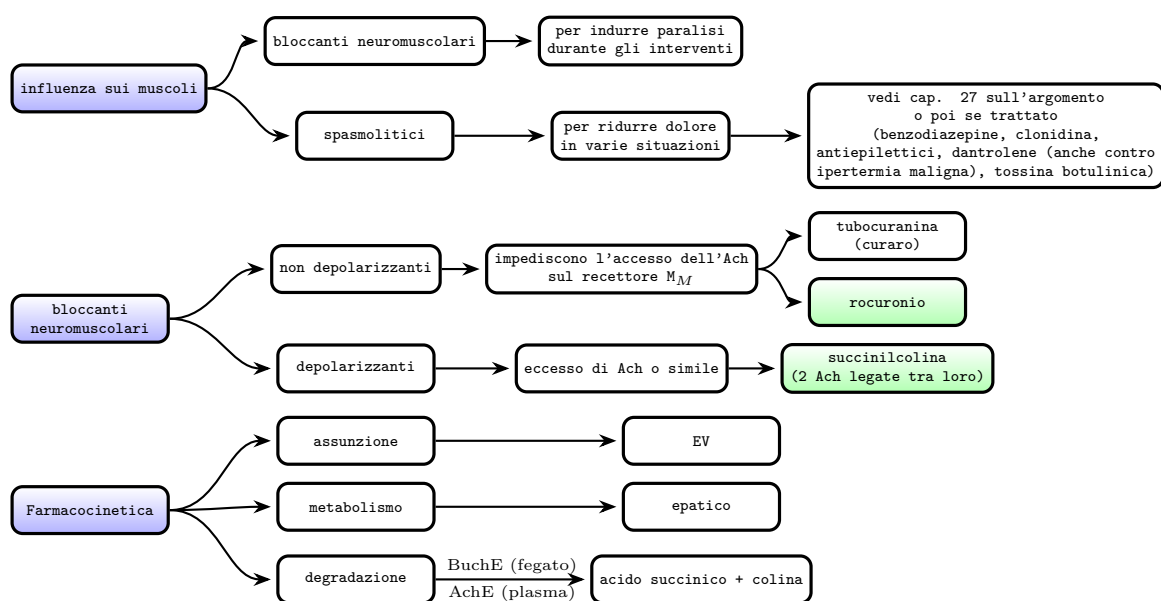 influenza sui muscoli
bloccanti neuromuscolari
per indurre paralisi
durante gli interventi
spasmolitici
per ridurre dolore
in varie situazioni
vedi cap. 27 sull'argomento
o poi se trattato
(benzodiazepine, clonidina,
antiepilettici, dantrolene (anche contro
ipertermia maligna), tossina botulinica)
bloccanti
neuromuscolari
non depolarizzanti
impediscono l'accesso dell'Ach
sul recettore M_M
tubocuranina
(curaro)
rocuronio
depolarizzanti
eccesso di Ach o simile
succinilcolina
(2 Ach legate tra loro)
Farmacocinetica
assunzione
EV
metabolismo
epatico
degradazione
BuchE (fegato)
AchE (plasma)
acido succinico + colina